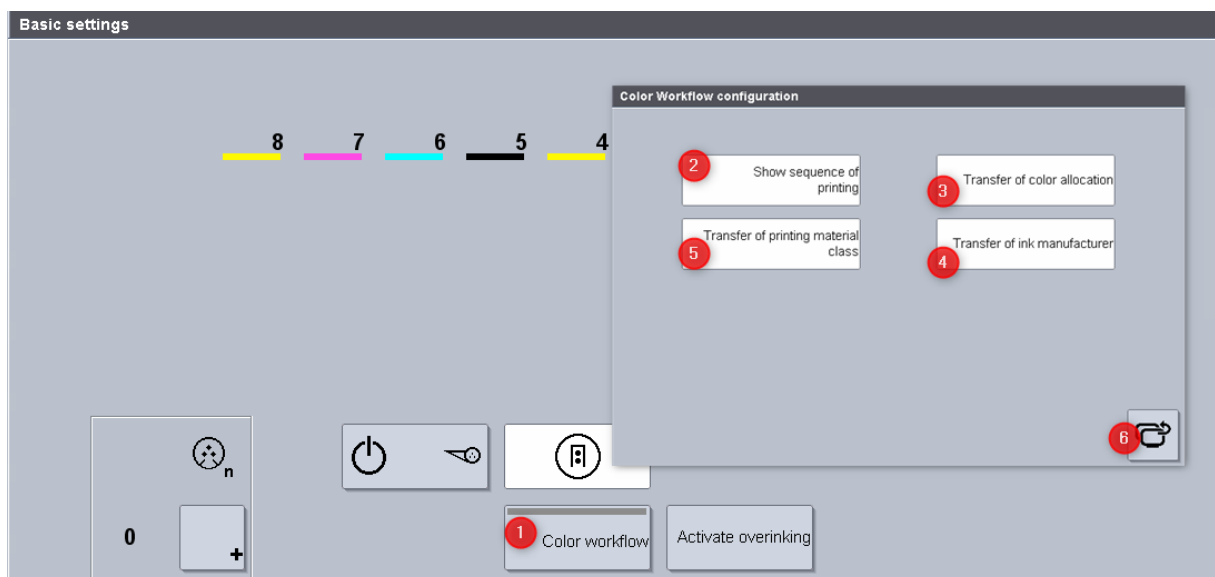 Basic settings
Color Workflow configuration
8 7 6 5 4
2
Show sequence of
printing
3
Transfer of color allocation
5
Transfer of printing material
class
4
Transfer of ink manufacturer
6
n
0
+
1
Color workflow
Activate overinking